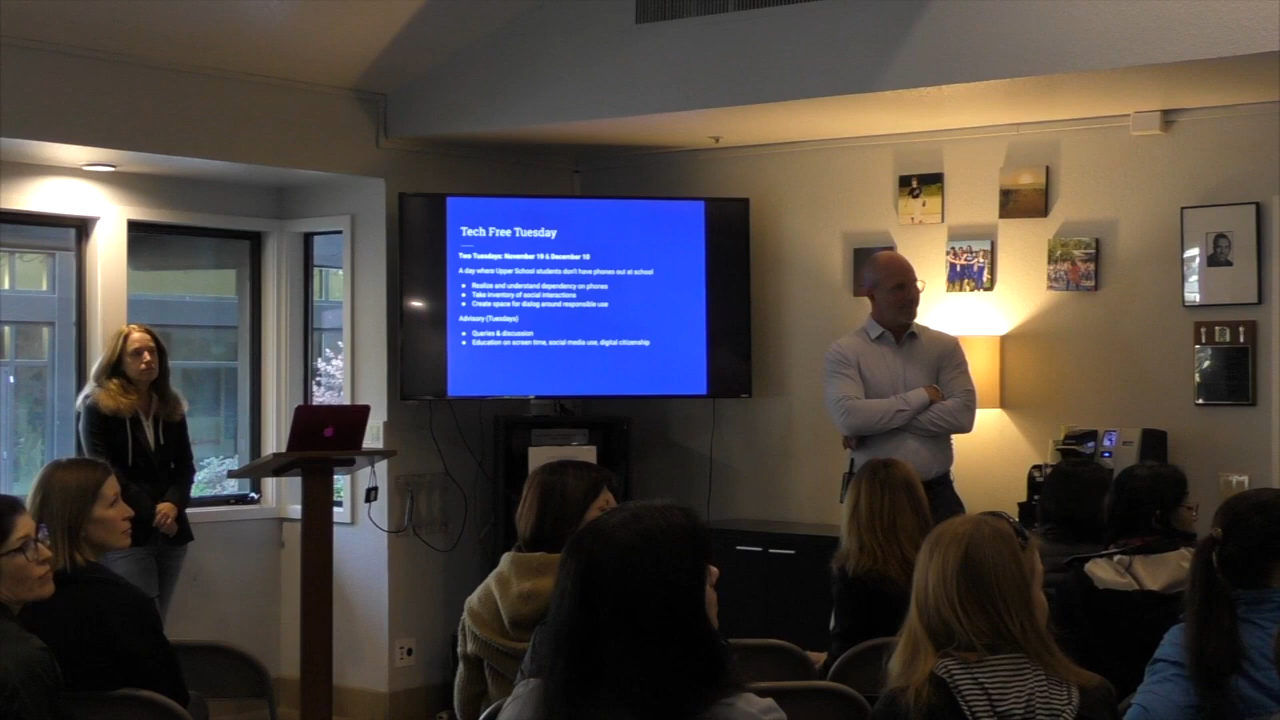 Tech Free Tuesday
Two Tuesdays: November 19 & December 10
A day where Upper School students don't have phones out at school
● Realize and understand dependency on phones
● Take inventory of social interactions
● Create space for dialog around responsible use
Advisory (Tuesdays)
● Queries & discussion
● Education on screen time, social media use, digital citizenship